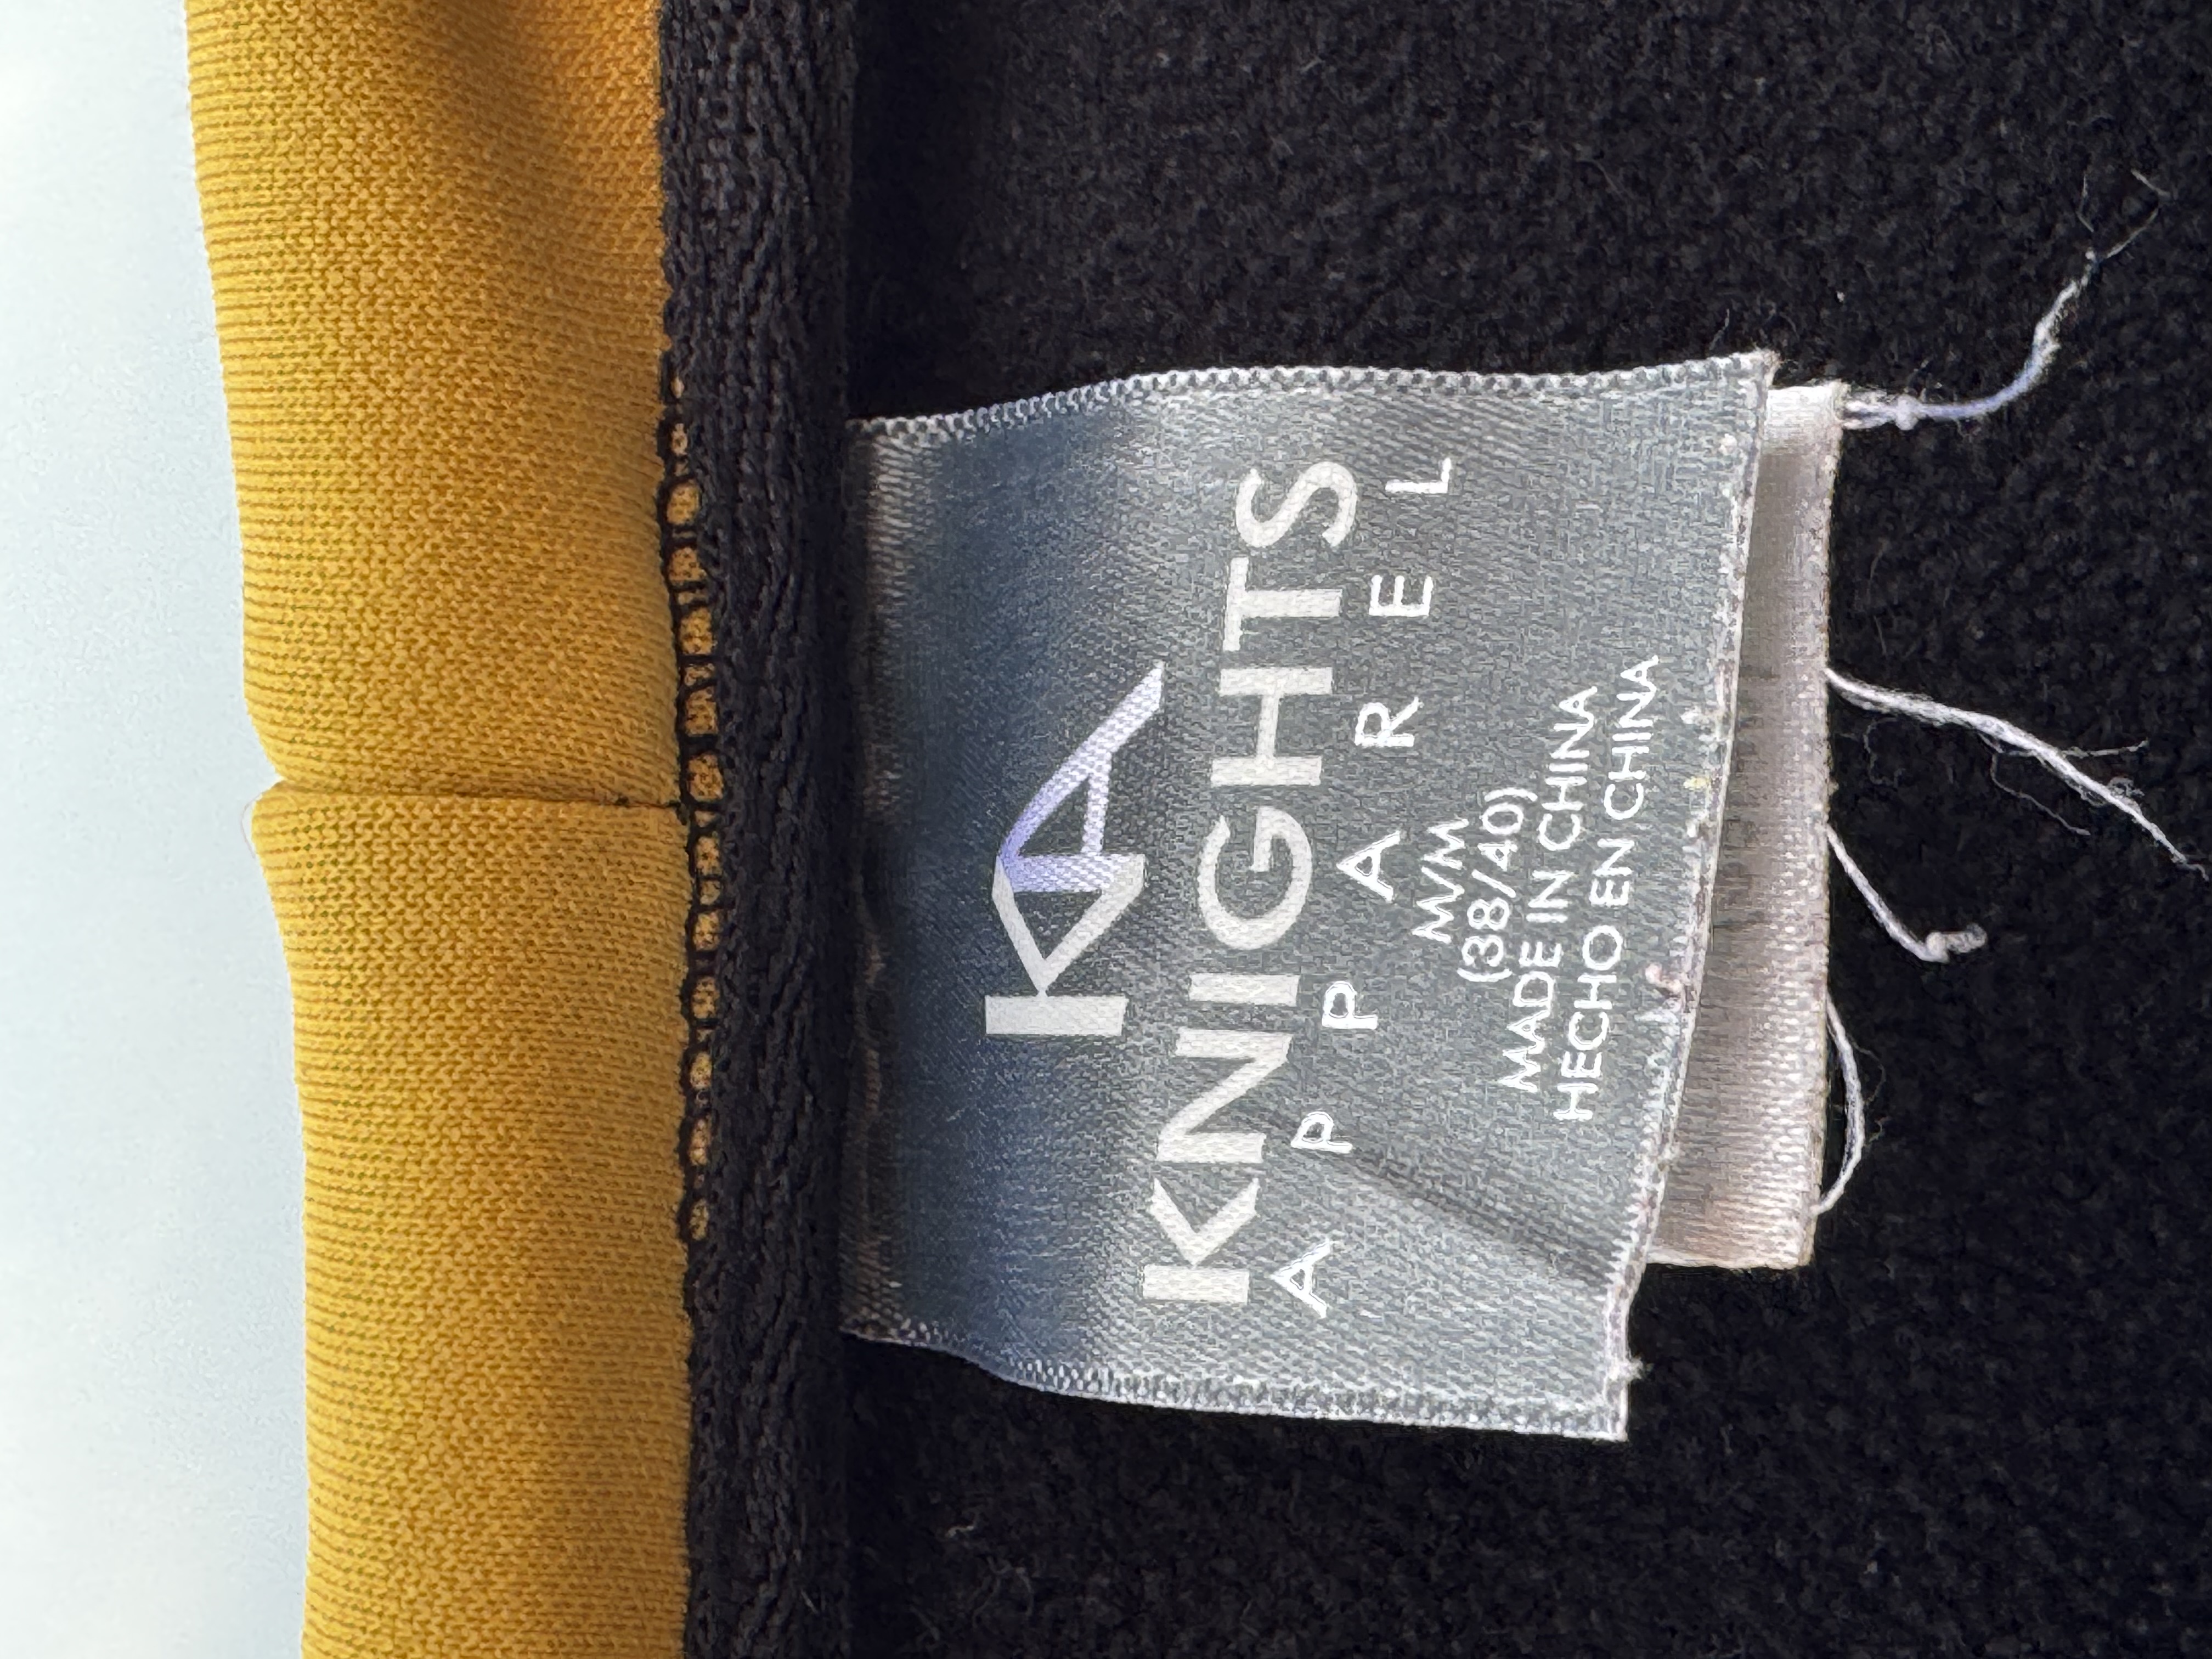 KA
KNIGHTS
APPAREL
M/M
(38/40)
MADE IN CHINA
HECHO EN CHINA